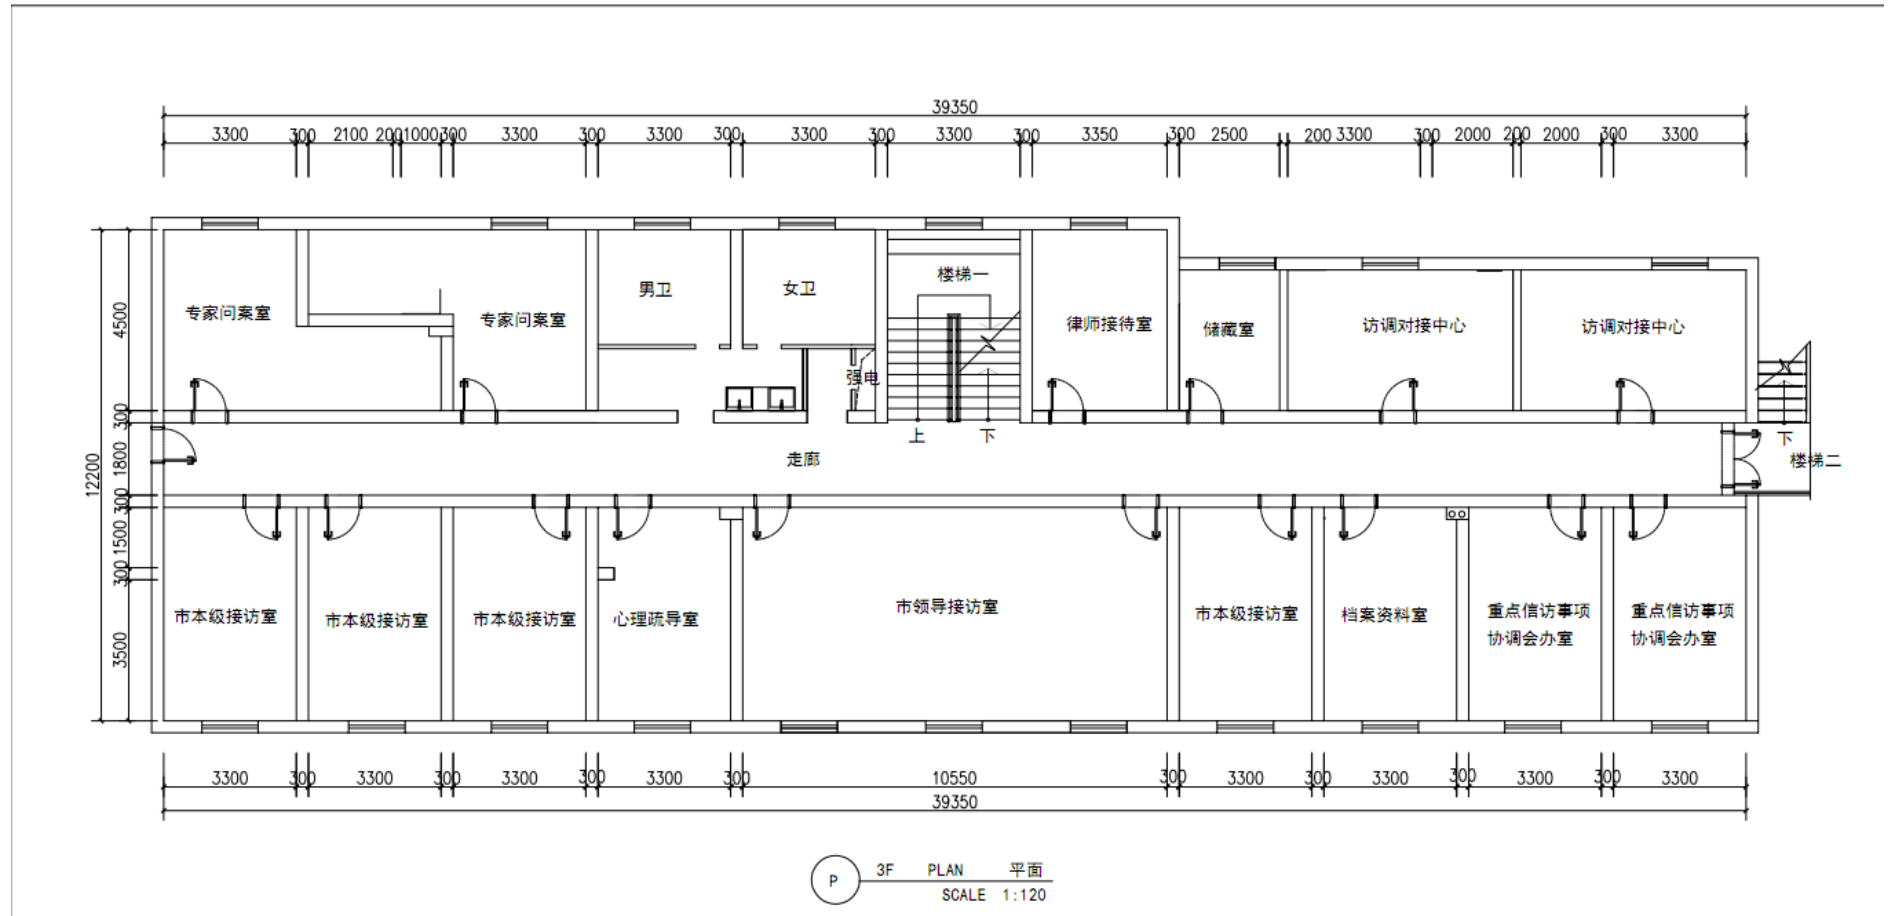 39350
3300 300 2100 200 1000 300 3300 300 3300 300 3300 300 3300 300 3350 300 2500 200 3300 300 2000 200 2000 300 3300
12200
4500
300
1800
300
1500
300
3500
专家问案室
专家问案室
男卫
女卫
强电
楼梯一
上
下
律师接待室
储藏室
访调对接中心
访调对接中心
走廊
下
楼梯二
市本级接访室
市本级接访室
市本级接访室
心理疏导室
市领导接访室
市本级接访室
档案资料室
重点信访事项
协调会办室
重点信访事项
协调会办室
3300 300 3300 300 3300 300 3300 300 10550 300 3300 300 3300 300 3300 300 3300
39350
P
3F PLAN 平面
SCALE 1:120